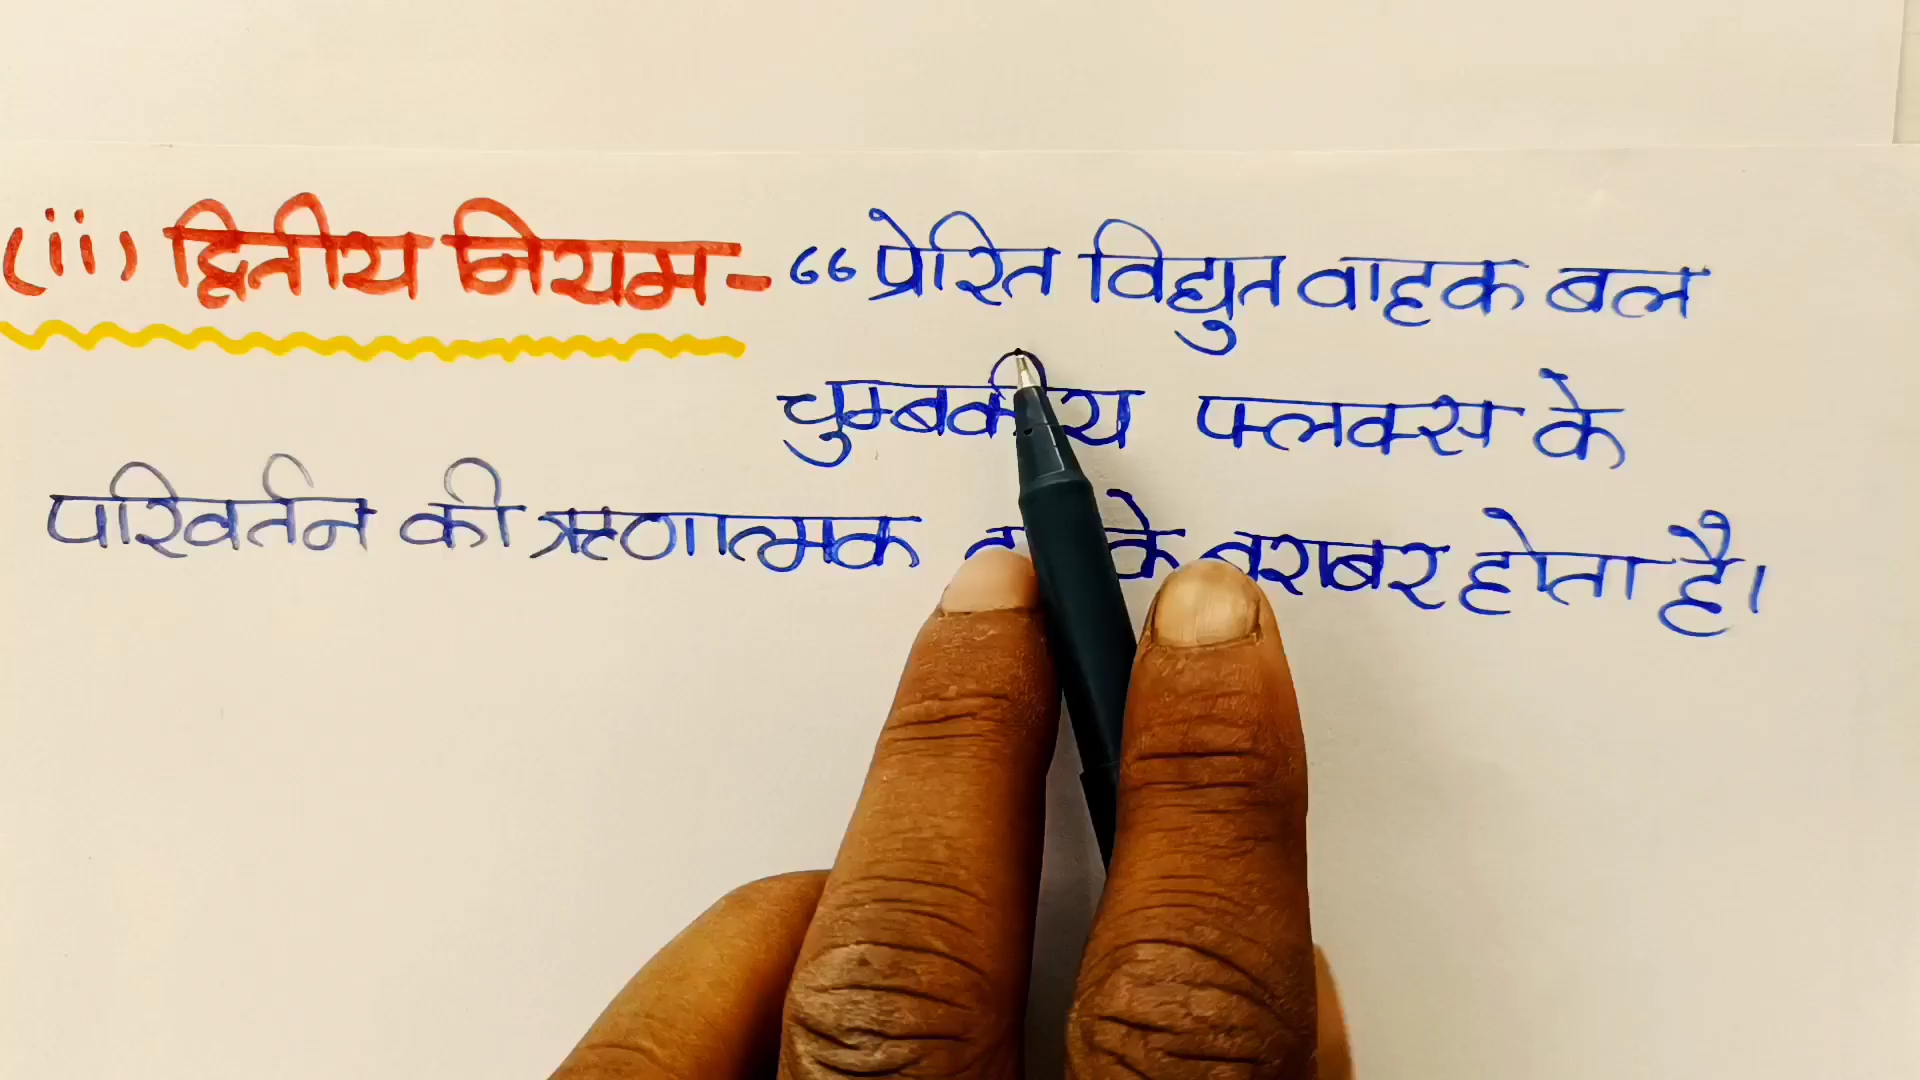 (ii) द्वितीय नियम - “प्रेरित विद्युत वाहक बल
चुम्बकीय फ्लक्स के
परिवर्तन की ऋणात्मक के बराबर होता है।